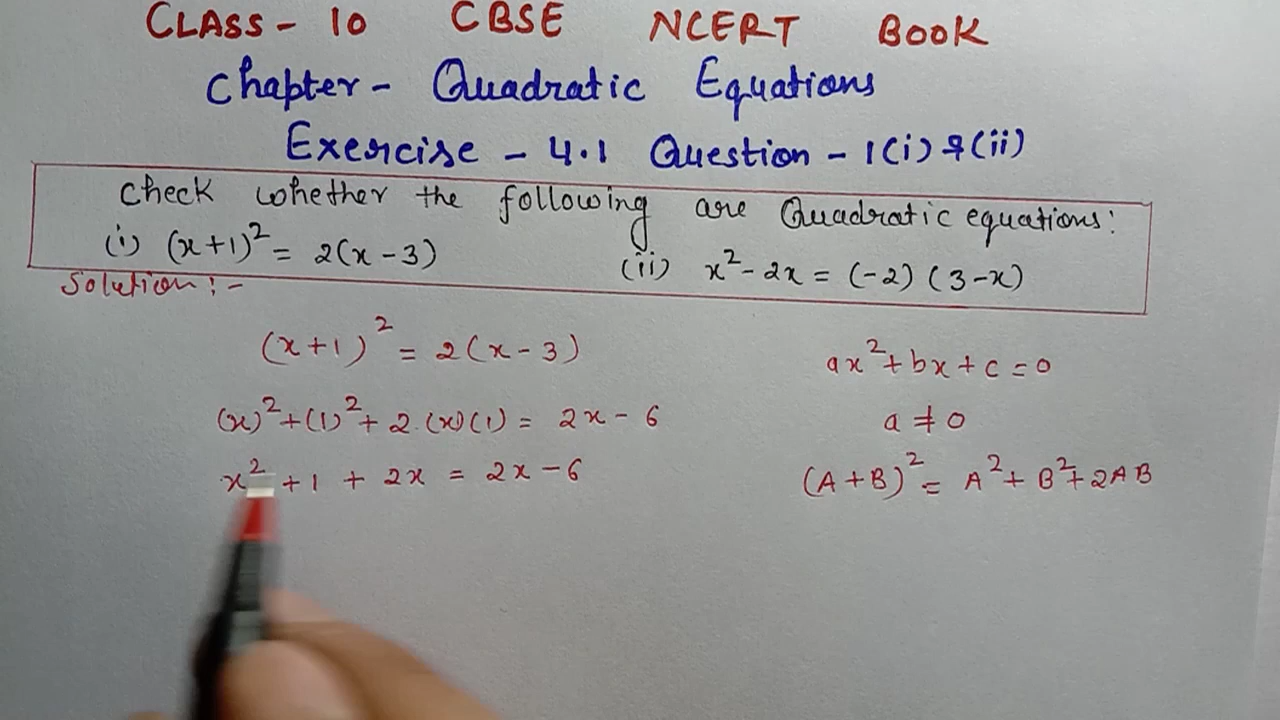 CLASS - 10 CBSE NCERT BOOK
Chapter - Quadratic Equations
Exercise - 4.1 Question - 1(i) & (ii)
Check whether the following are Quadratic equations:
(i) (x+1)² = 2(x-3) (ii) x² - 2x = (-2) (3-x)
Solution :-
(x+1)² = 2(x-3) ax² + bx + c = 0
(x)² + (1)² + 2.(x)(1) = 2x - 6 a ≠ 0
x² + 1 + 2x = 2x - 6 (A+B)² = A² + B² + 2AB